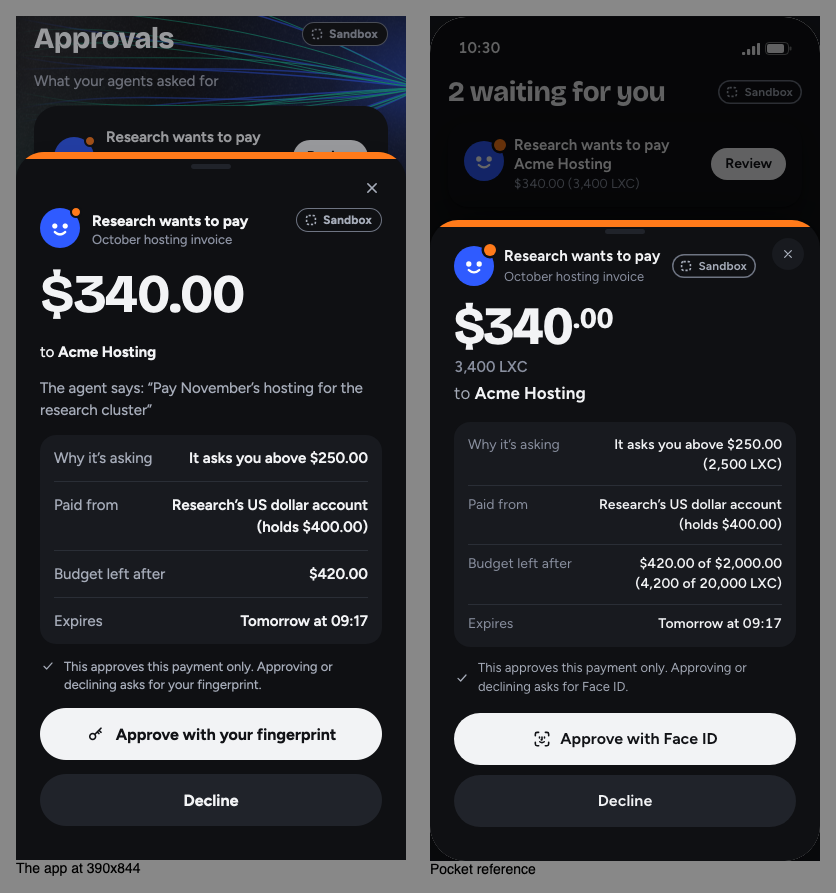 Approvals
Sandbox
What your agents asked for
Research wants to pay
Research wants to pay
October hosting invoice
Sandbox
$340.00
to Acme Hosting
The agent says: “Pay November’s hosting for the
research cluster”
Why it’s asking
It asks you above $250.00
Paid from
Research’s US dollar account
(holds $400.00)
Budget left after
$420.00
Expires
Tomorrow at 09:17
This approves this payment only. Approving or
declining asks for your fingerprint.
Approve with your fingerprint
Decline
The app at 390x844
10:30
2 waiting for you
Sandbox
Research wants to pay
Acme Hosting
$340.00 (3,400 LXC)
Review
Research wants to pay
October hosting invoice
Sandbox
$340.00
3,400 LXC
to Acme Hosting
Why it’s asking
It asks you above $250.00
(2,500 LXC)
Paid from
Research’s US dollar account
(holds $400.00)
Budget left after
$420.00 of $2,000.00
(4,200 of 20,000 LXC)
Expires
Tomorrow at 09:17
This approves this payment only. Approving or
declining asks for Face ID.
Approve with Face ID
Decline
Pocket reference